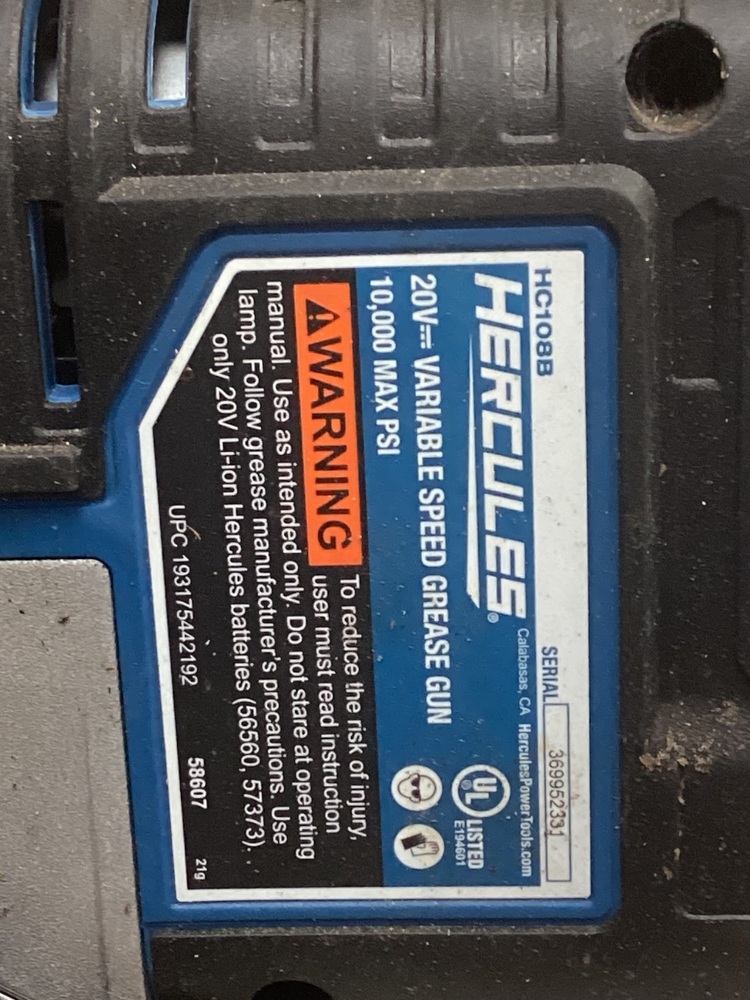 HC108B SERIAL 369952331
HERCULES® Calabasas, CA HerculesPowerTools.com
20V⎓ VARIABLE SPEED GREASE GUN
10,000 MAX PSI
UL LISTED
E194601
⚠WARNING To reduce the risk of injury,
user must read instruction
manual. Use as intended only. Do not stare at operating
lamp. Follow grease manufacturer's precautions. Use
only 20V Li-ion Hercules batteries (56560, 57373).
UPC 193175442192 58607 21g